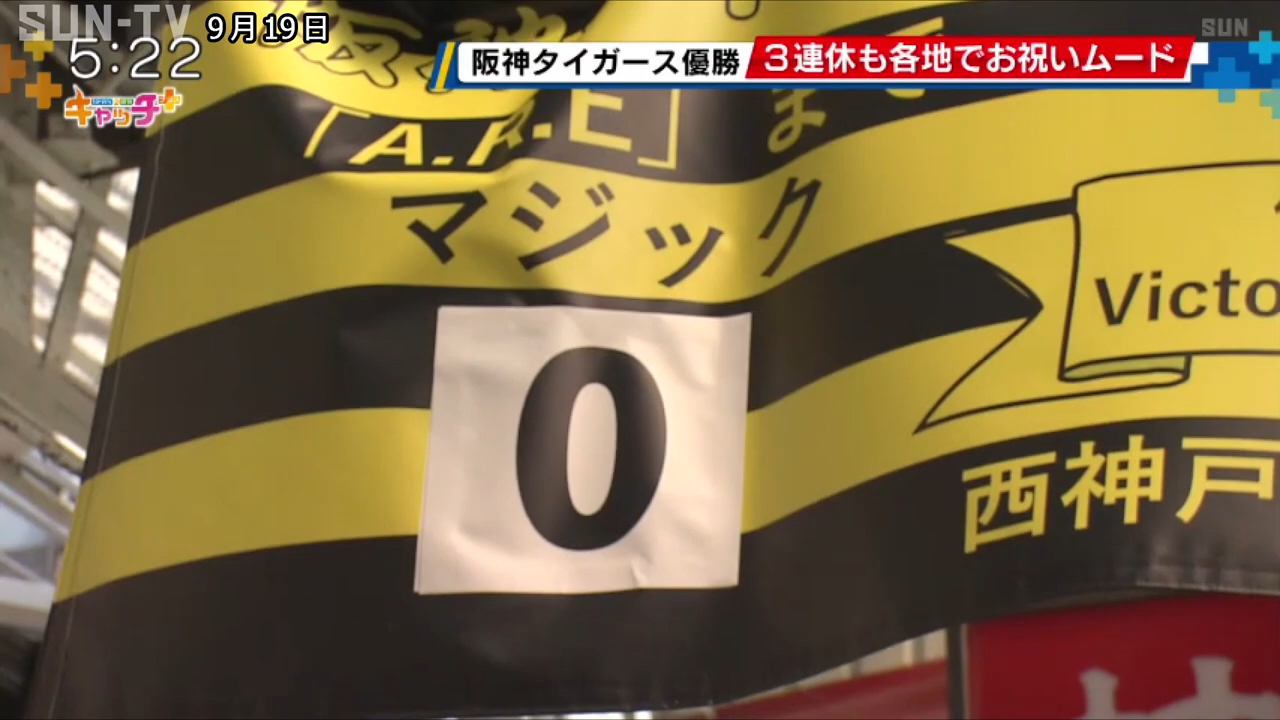 SUN-TV
9月19日
SUN
5:22
キャッチ+
阪神タイガース優勝
3連休も各地でお祝いムード
阪神
「A.R.E」まで
マジック
0
Victo
西神戸